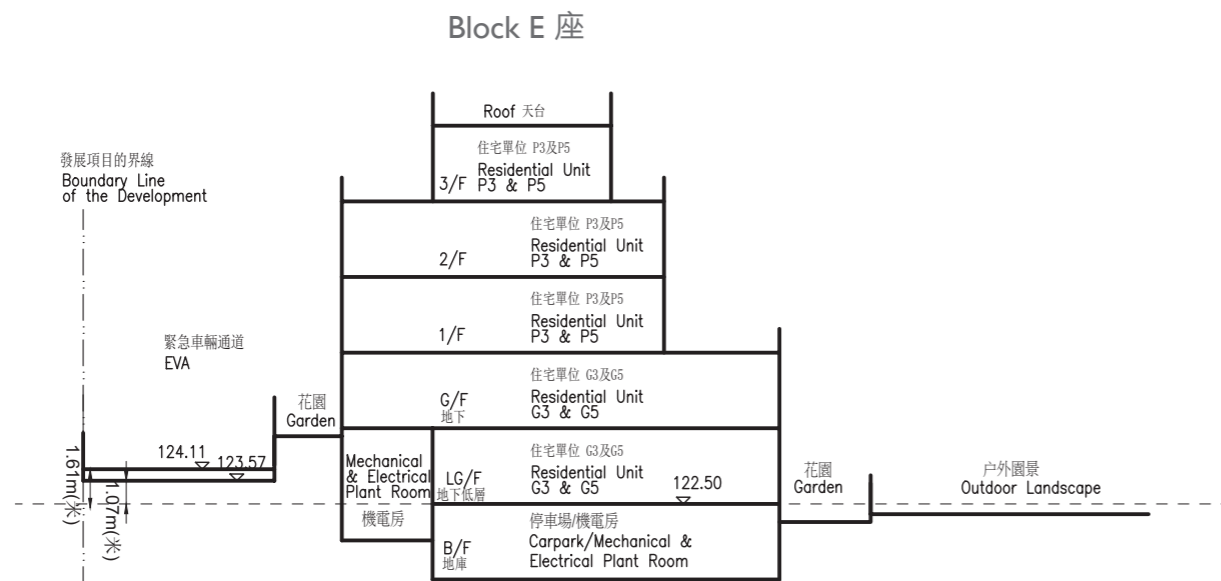 Block E 座
Roof 天台
發展項目的界線
Boundary Line
of the Development
住宅單位 P3及P5
Residential Unit
3/F P3 & P5
住宅單位 P3及P5
Residential Unit
2/F P3 & P5
住宅單位 P3及P5
Residential Unit
1/F P3 & P5
緊急車輛通道
EVA
住宅單位 G3及G5
Residential Unit
G/F G3 & G5
地下
花園
Garden
124.11
123.57
1.61m(米)
1.07m(米)
Mechanical
& Electrical
Plant Room
機電房
住宅單位 G3及G5
Residential Unit
LG/F G3 & G5
地下低層
122.50
花園
Garden
户外園景
Outdoor Landscape
停車場/機電房
Carpark/Mechanical &
Electrical Plant Room
B/F
地庫